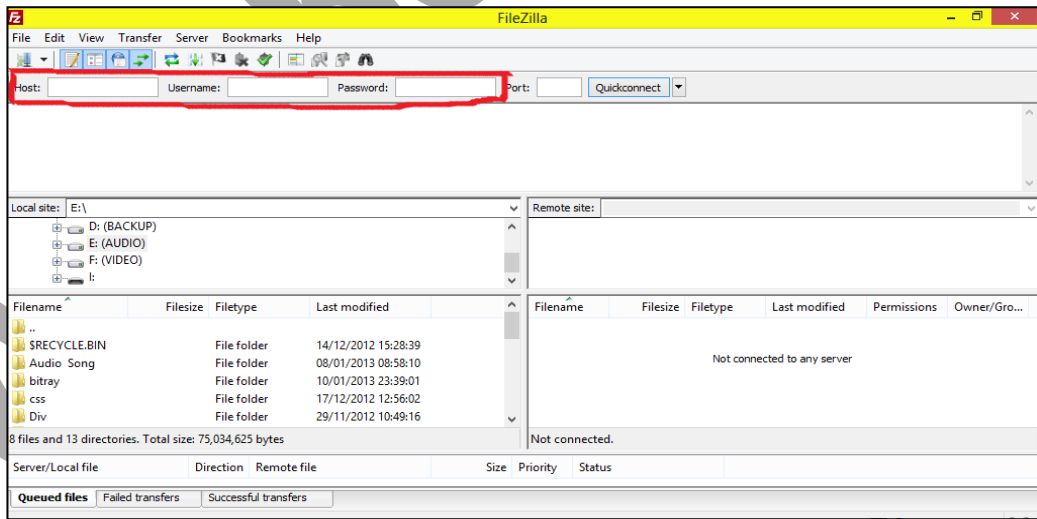 Fz FileZilla
File Edit View Transfer Server Bookmarks Help
Host: Username: Password: Port: Quickconnect
Local site: E:\
D: (BACKUP)
E: (AUDIO)
F: (VIDEO)
I:
Remote site:
Filename Filesize Filetype Last modified
..
$RECYCLE.BIN File folder 14/12/2012 15:28:39
Audio Song File folder 08/01/2013 08:58:10
bitray File folder 10/01/2013 23:39:01
css File folder 17/12/2012 12:56:02
Div File folder 29/11/2012 10:49:16
8 files and 13 directories. Total size: 75,034,625 bytes
Filename Filesize Filetype Last modified Permissions Owner/Gro...
Not connected to any server
Not connected.
Server/Local file Direction Remote file Size Priority Status
Queued files Failed transfers Successful transfers